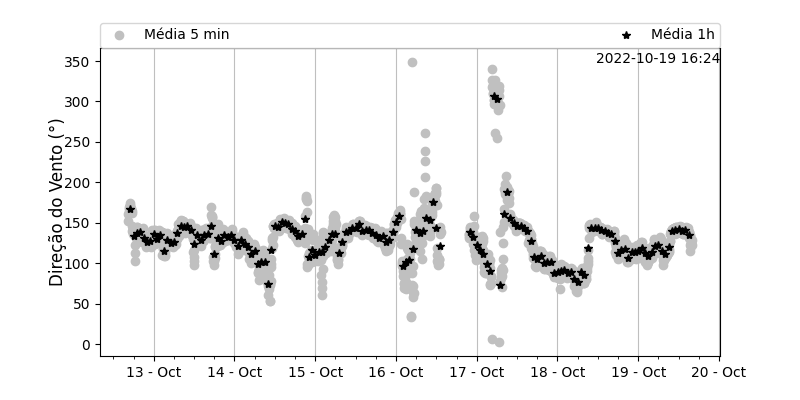 Média 5 min
Média 1h
2022-10-19 16:24
Direção do Vento (°)
350
300
250
200
150
100
50
0
13 - Oct
14 - Oct
15 - Oct
16 - Oct
17 - Oct
18 - Oct
19 - Oct
20 - Oct